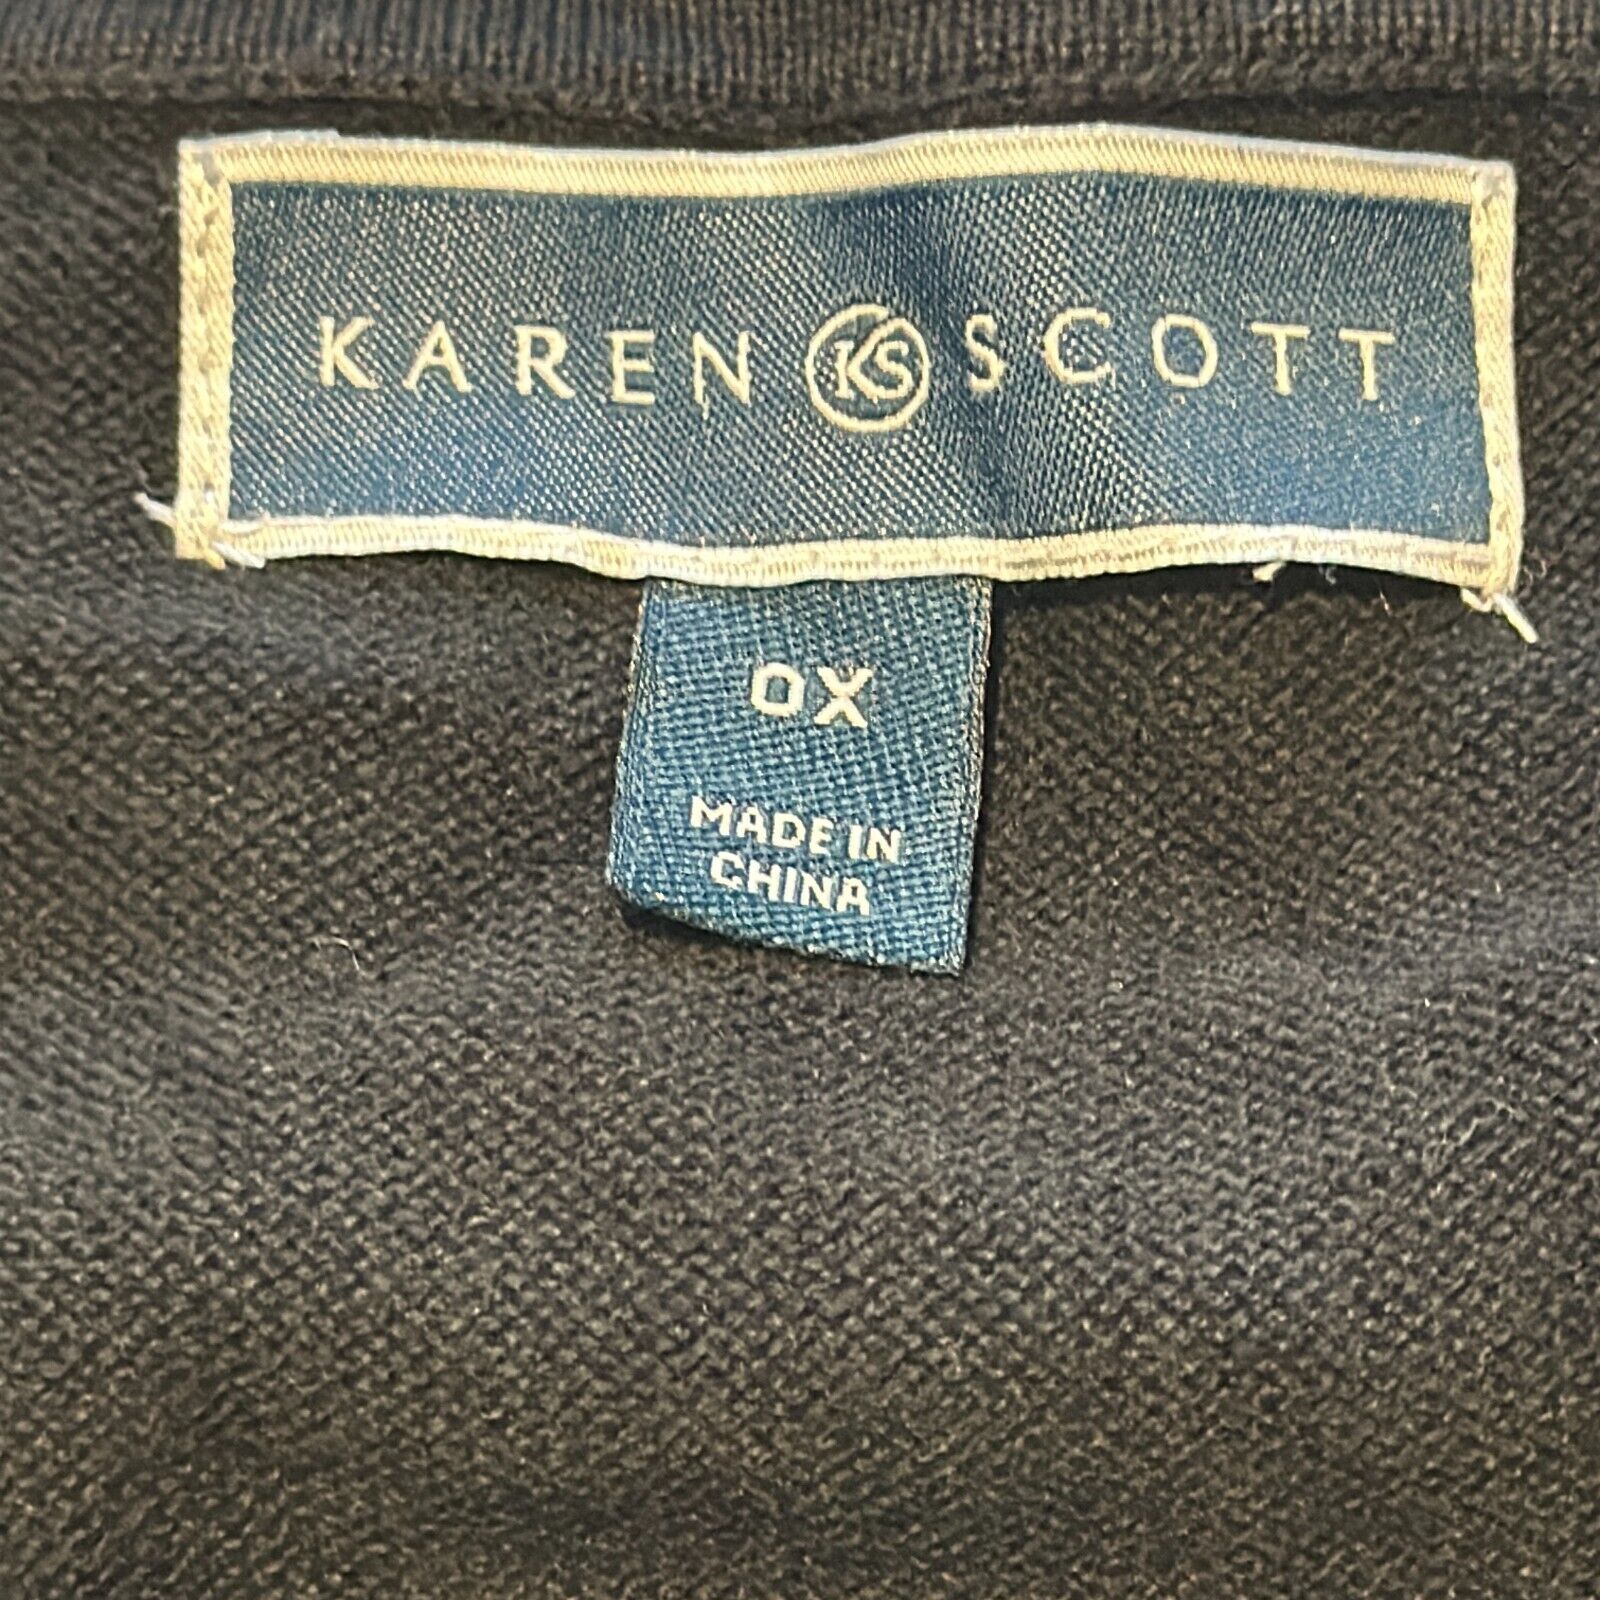 KAREN KS SCOTT
0X
MADE IN
CHINA